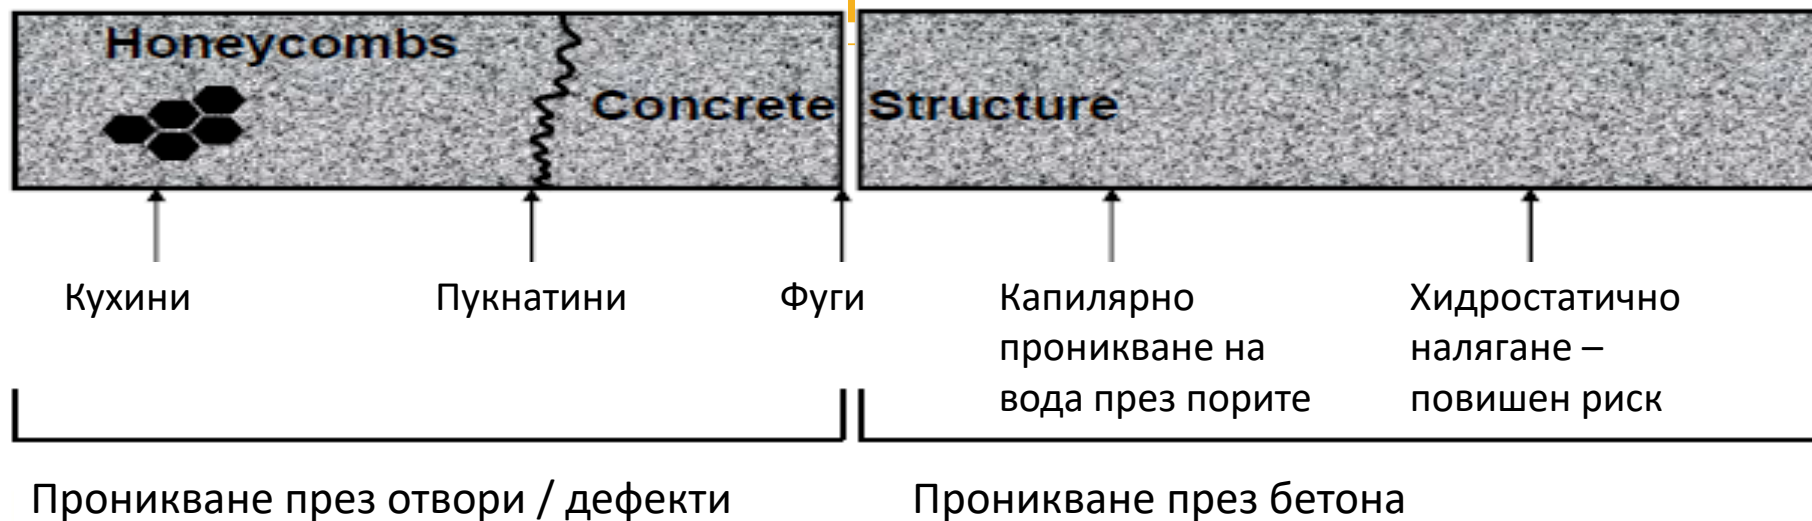 Honeycombs
Concrete Structure
Кухини
Пукнатини
Фуги
Капилярно
проникване на
вода през порите
Хидростатично
налягане –
повишен риск
Проникване през отвори / дефекти
Проникване през бетона